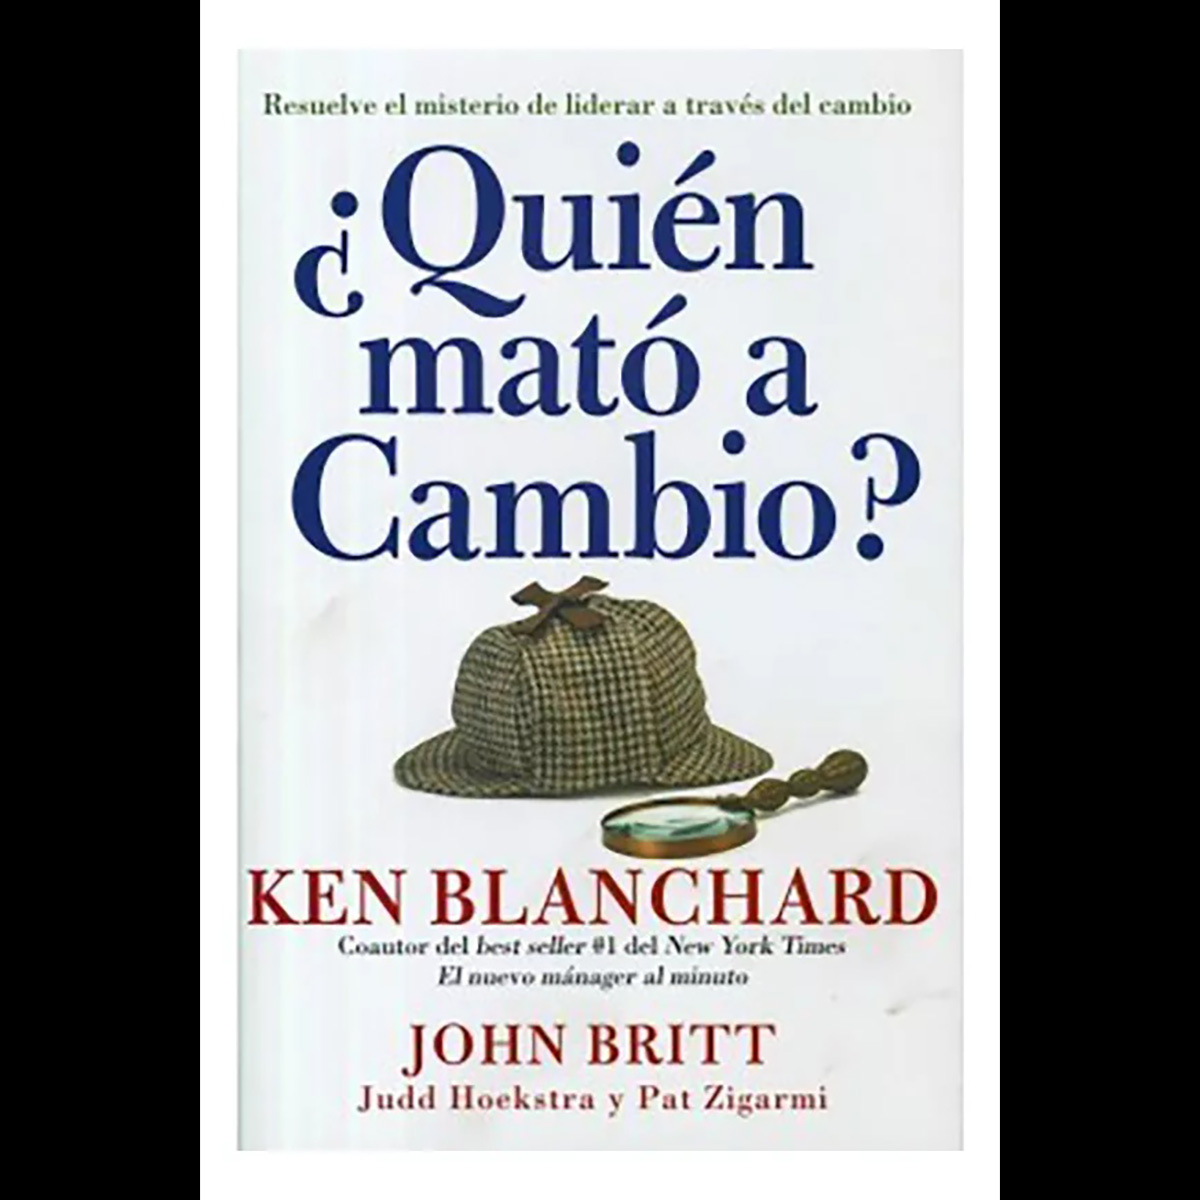 Resuelve el misterio de liderar a través del cambio
¿Quién
mató a
Cambio?
KEN BLANCHARD
Coautor del best seller #1 del New York Times
El nuevo mánager al minuto
JOHN BRITT
Judd Hoekstra y Pat Zigarmi